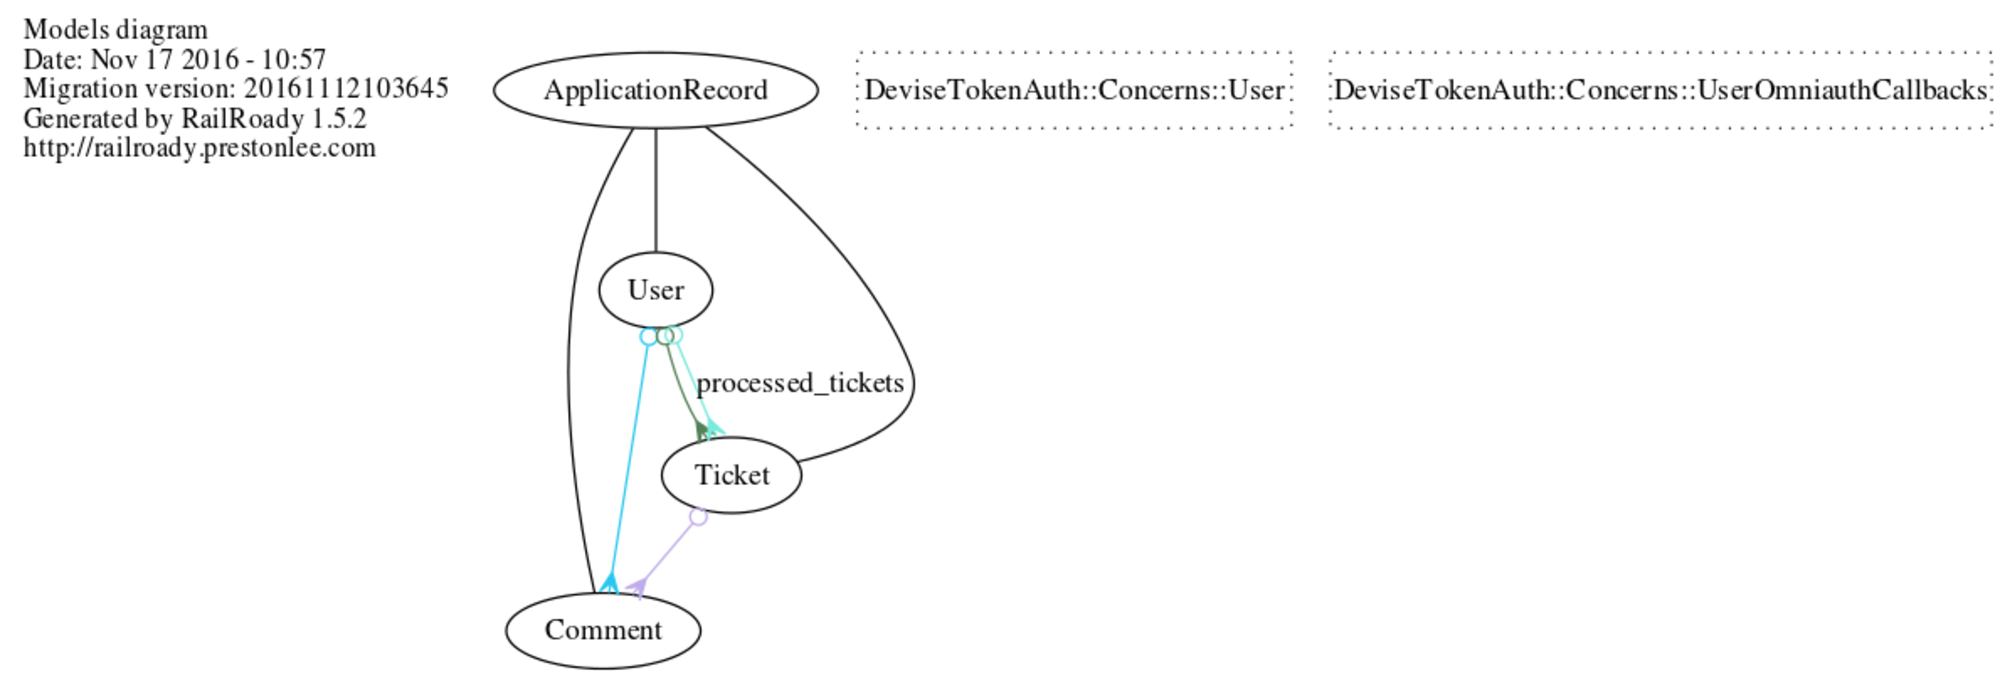 Models diagram
Date: Nov 17 2016 - 10:57
Migration version: 20161112103645
Generated by RailRoady 1.5.2
http://railroady.prestonlee.com
ApplicationRecord
DeviseTokenAuth::Concerns::User
DeviseTokenAuth::Concerns::UserOmniauthCallbacks
User
processed_tickets
Ticket
Comment